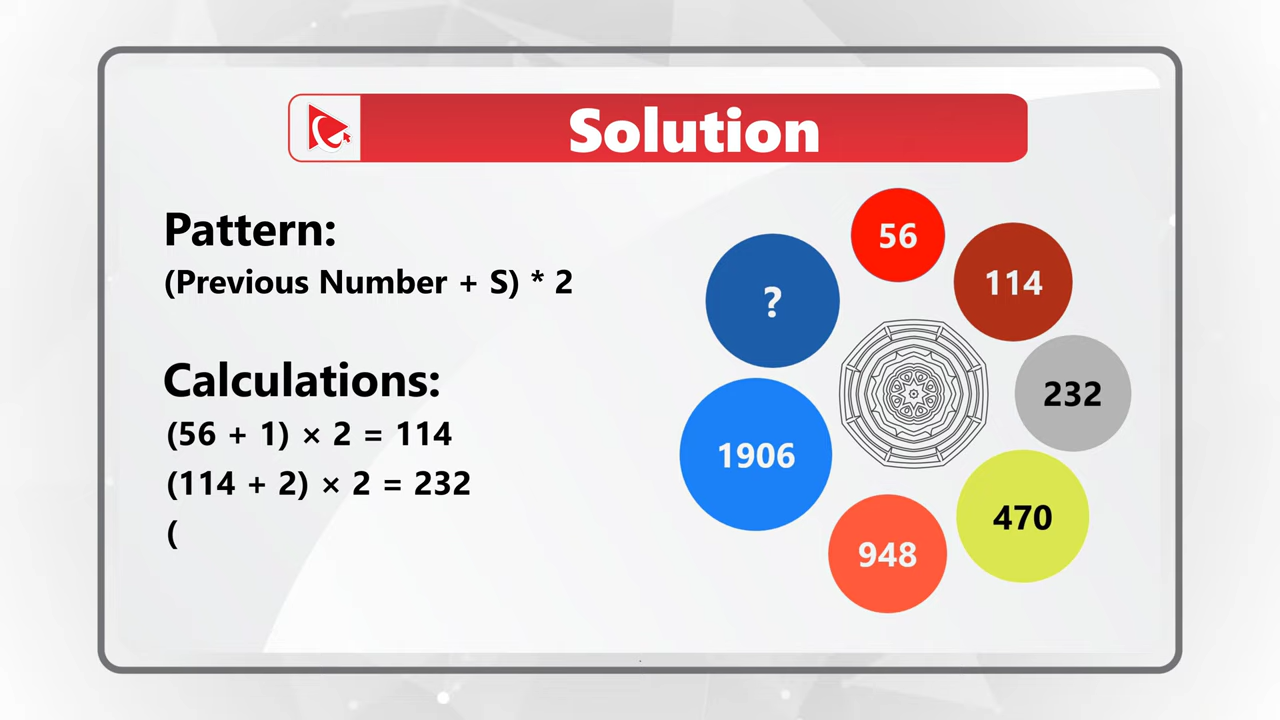 Solution
Pattern:
(Previous Number + S) * 2
Calculations:
(56 + 1) × 2 = 114
(114 + 2) × 2 = 232
(
56
114
232
470
948
1906
?